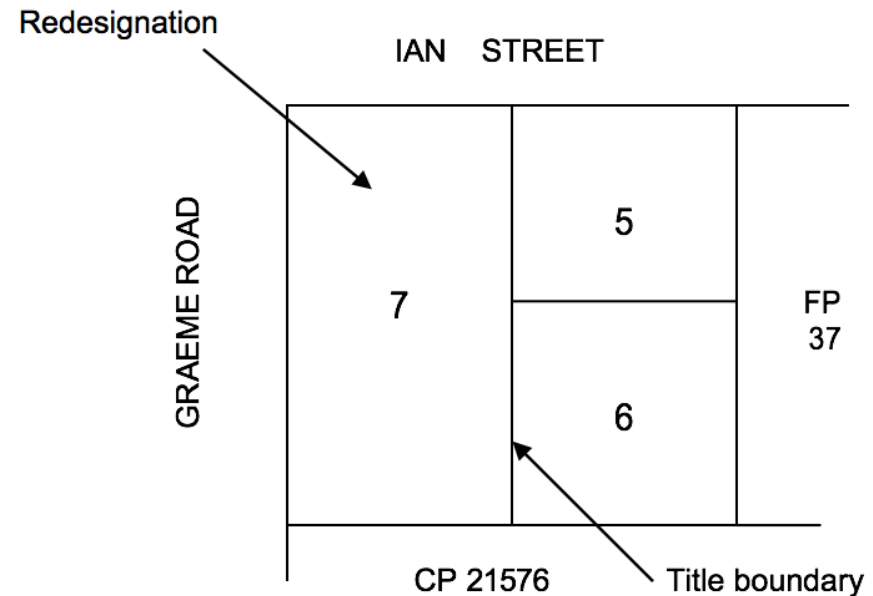 Redesignation
IAN STREET
GRAEME ROAD
5
7
FP
37
6
CP 21576
Title boundary